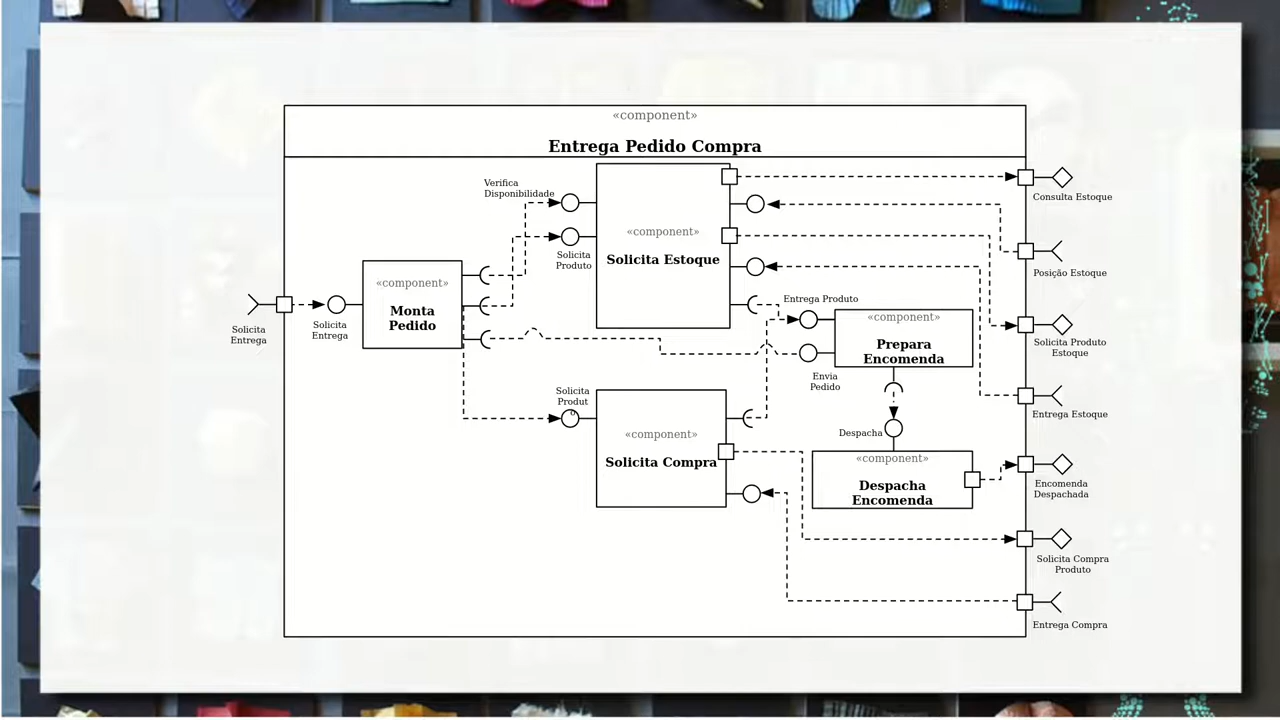 «component»
Entrega Pedido Compra
Verifica
Disponibilidade
Solicita
Produto
«component»
Solicita Estoque
Consulta Estoque
Posição Estoque
«component»
Monta
Pedido
Solicita
Entrega
Solicita
Entrega
Entrega Produto
«component»
Prepara
Encomenda
Solicita Produto
Estoque
Envia
Pedido
Entrega Estoque
Solicita
Produt
o
«component»
Solicita Compra
Despacha
«component»
Despacha
Encomenda
Encomenda
Despachada
Solicita Compra
Produto
Entrega Compra